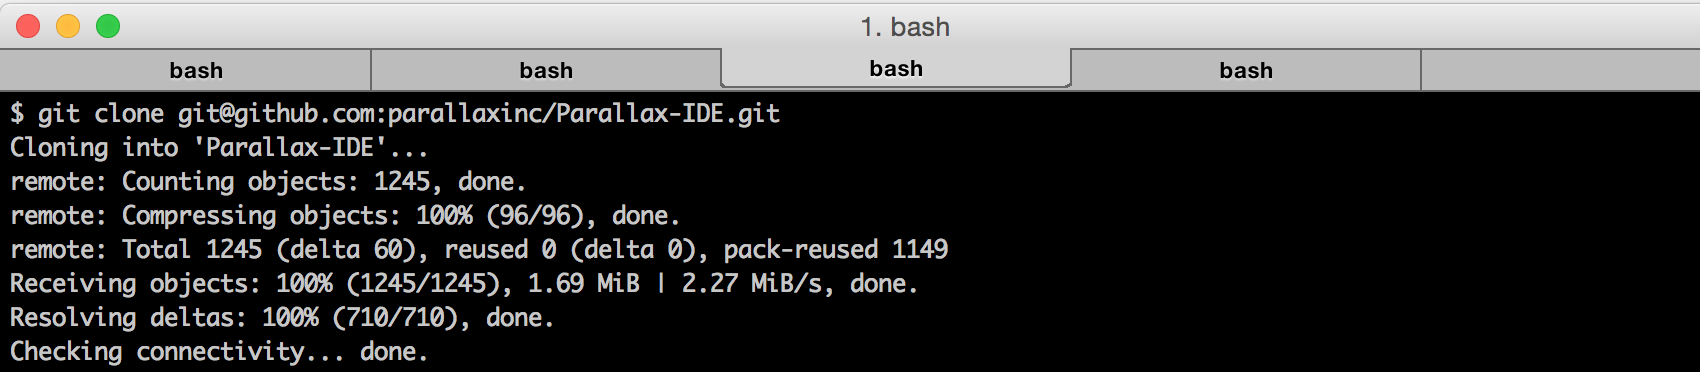 1. bash
bash bash bash bash
$ git clone git@github.com:parallaxinc/Parallax-IDE.git
Cloning into 'Parallax-IDE'...
remote: Counting objects: 1245, done.
remote: Compressing objects: 100% (96/96), done.
remote: Total 1245 (delta 60), reused 0 (delta 0), pack-reused 1149
Receiving objects: 100% (1245/1245), 1.69 MiB | 2.27 MiB/s, done.
Resolving deltas: 100% (710/710), done.
Checking connectivity... done.